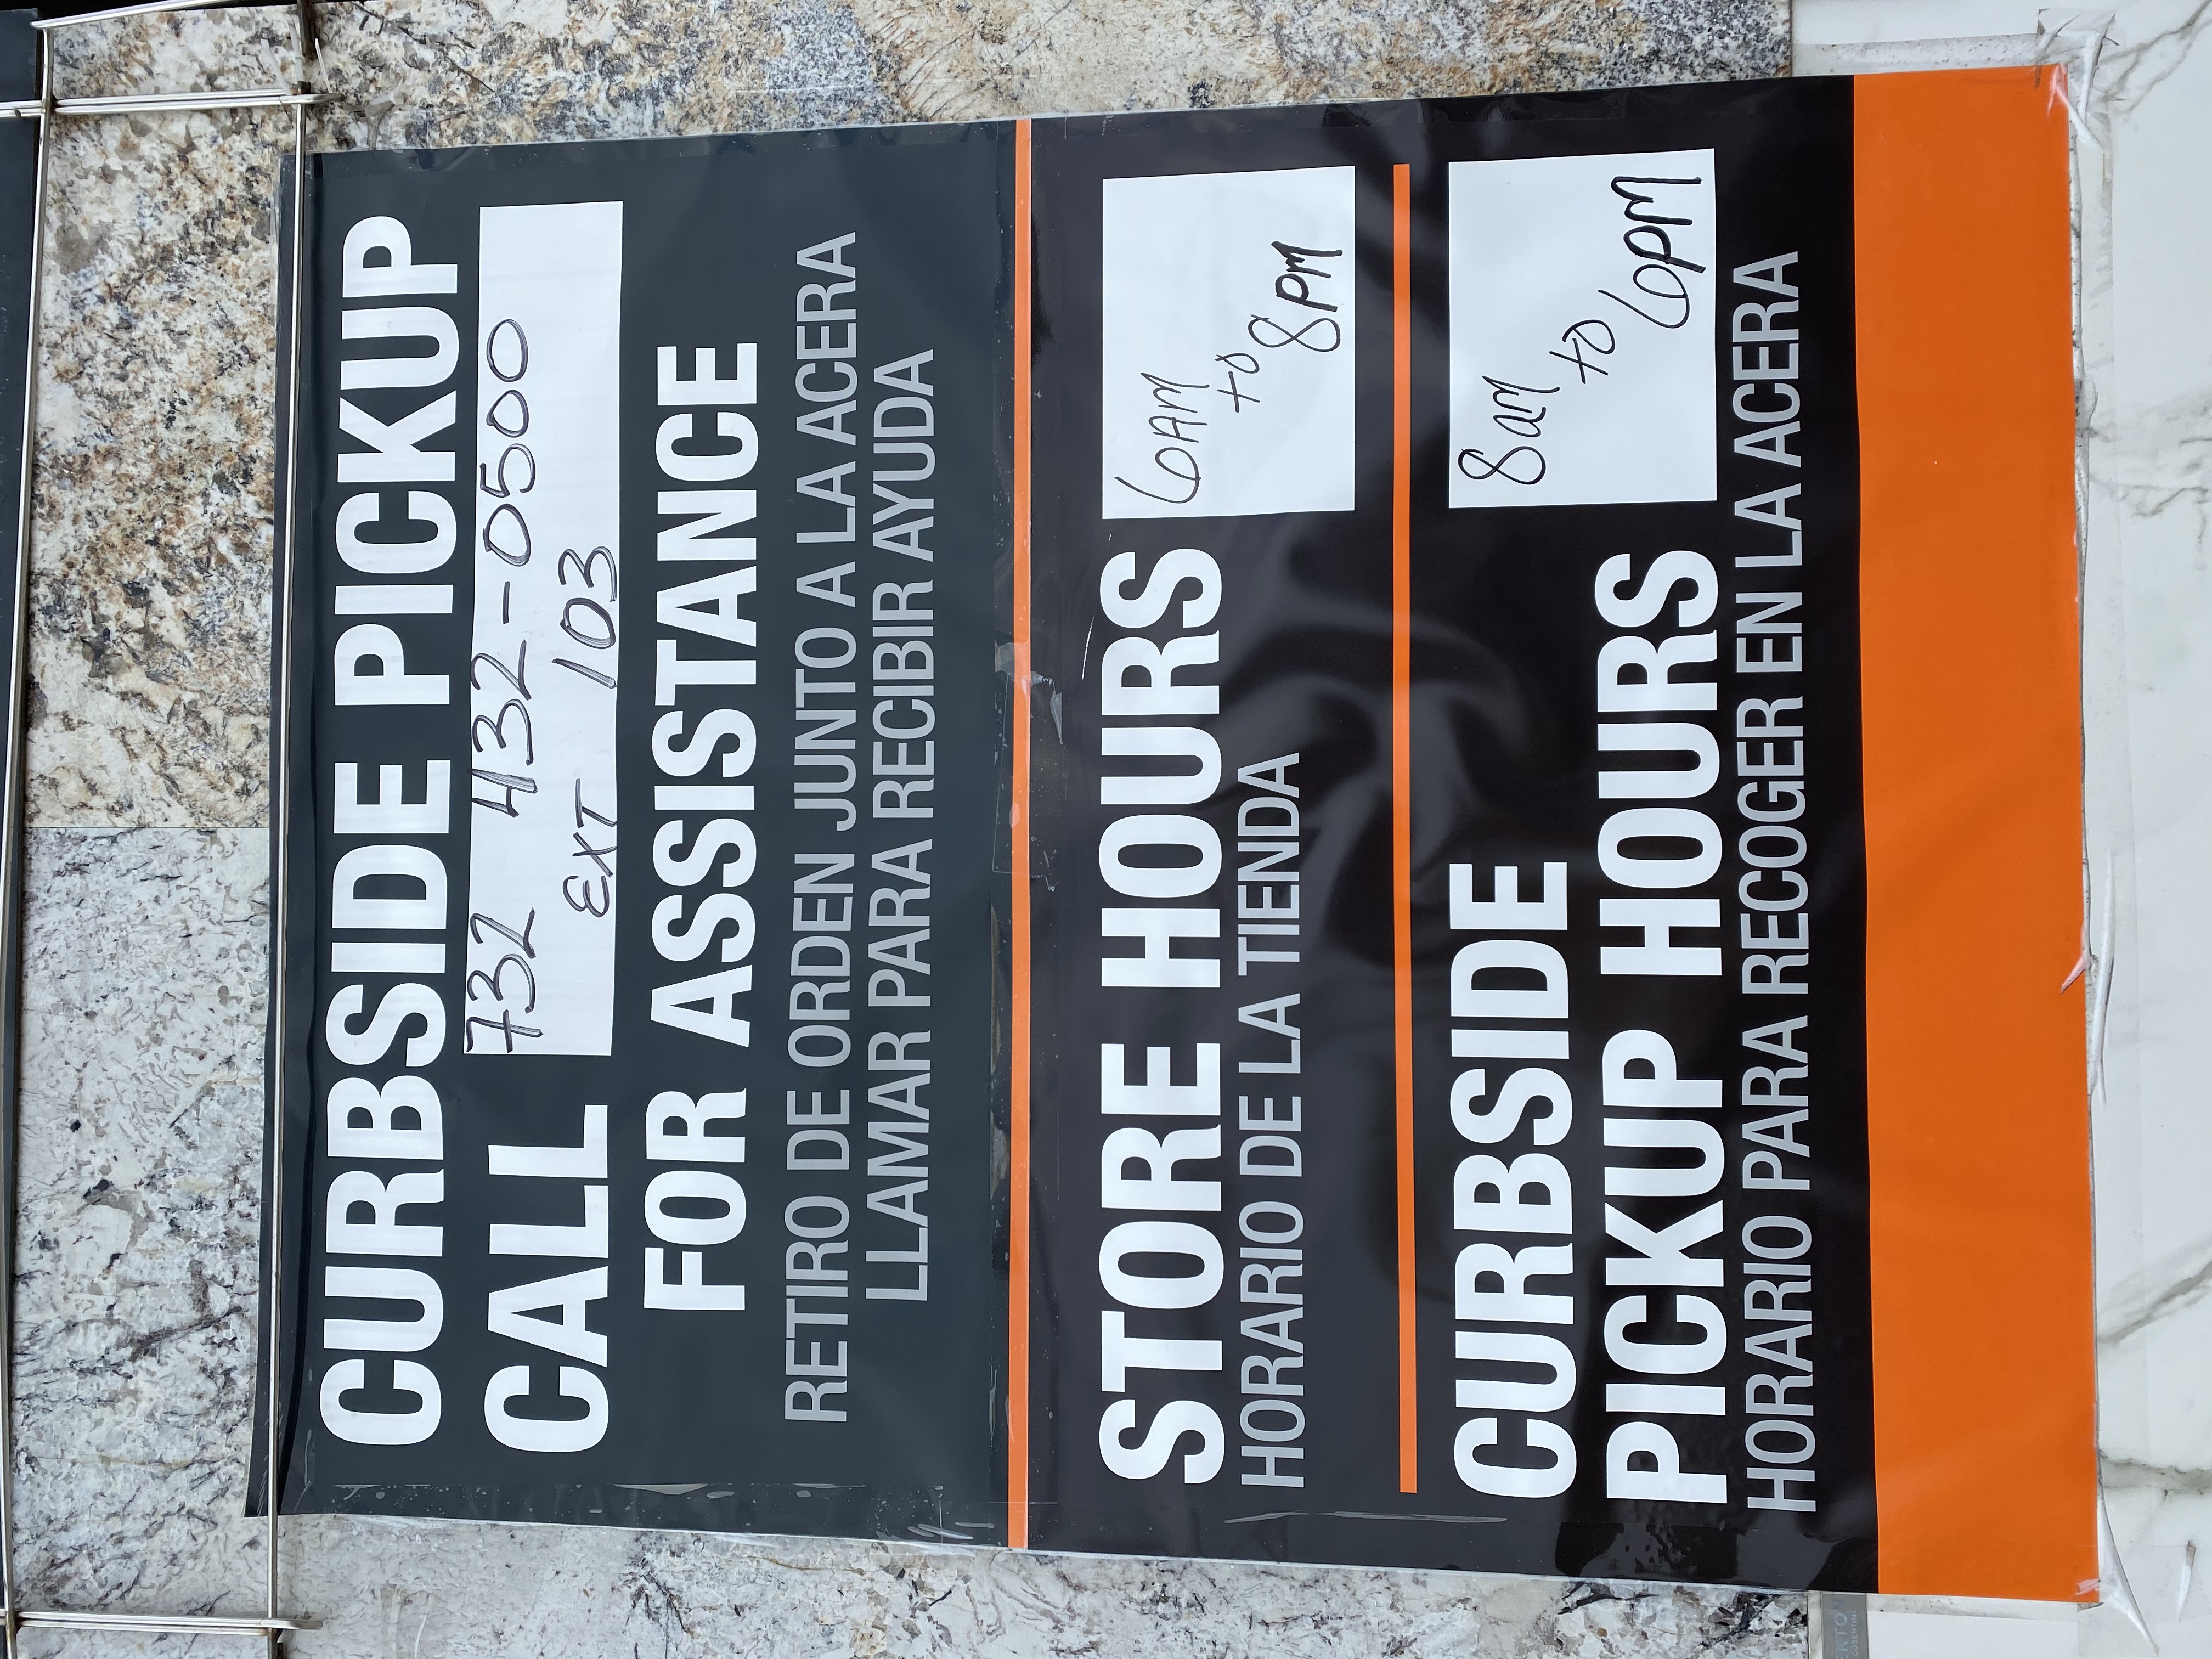 CURBSIDE PICKUP
CALL 732 432-0500
EXT 103
FOR ASSISTANCE
RETIRO DE ORDEN JUNTO A LA ACERA
LLAMAR PARA RECIBIR AYUDA
STORE HOURS
HORARIO DE LA TIENDA
6AM
to
8PM
CURBSIDE
PICKUP HOURS
HORARIO PARA RECOGER EN LA ACERA
8am
to
6pm